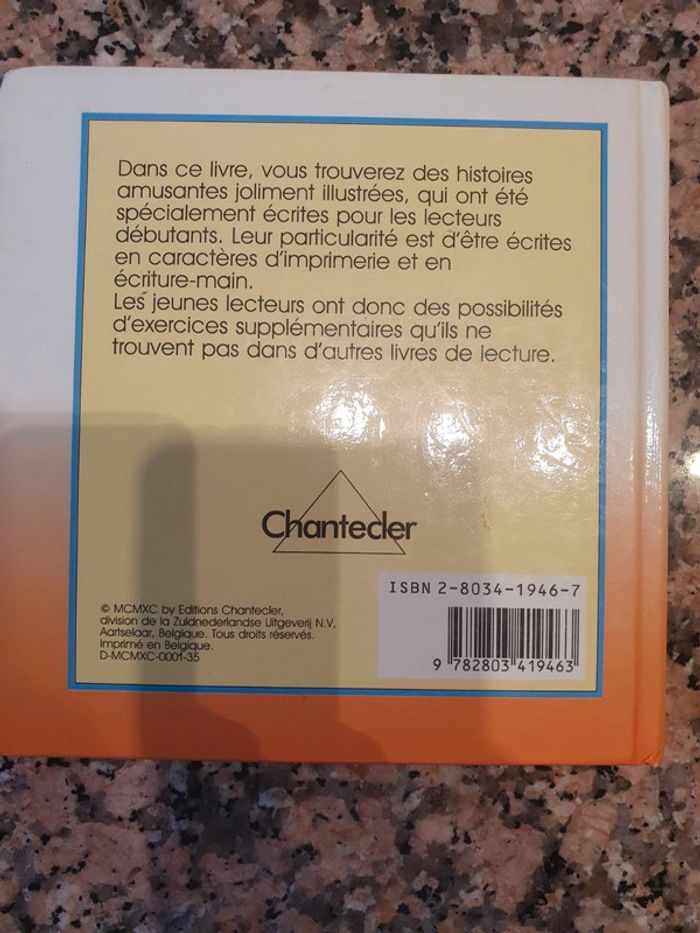 Dans ce livre, vous trouverez des histoires
amusantes joliment illustrées, qui ont été
spécialement écrites pour les lecteurs
débutants. Leur particularité est d'être écrites
en caractères d'imprimerie et en
écriture-main.
Les jeunes lecteurs ont donc des possibilités
d'exercices supplémentaires qu'ils ne
trouvent pas dans d'autres livres de lecture.
Chantecler
ISBN 2-8034-1946-7
© MCMXC by Editions Chantecler,
division de la Zuidnederlandse Uitgeverij N.V.
Aartselaar, Belgique. Tous droits réservés.
Imprimé en Belgique.
D-MCMXC-0001-35
9 782803 419463